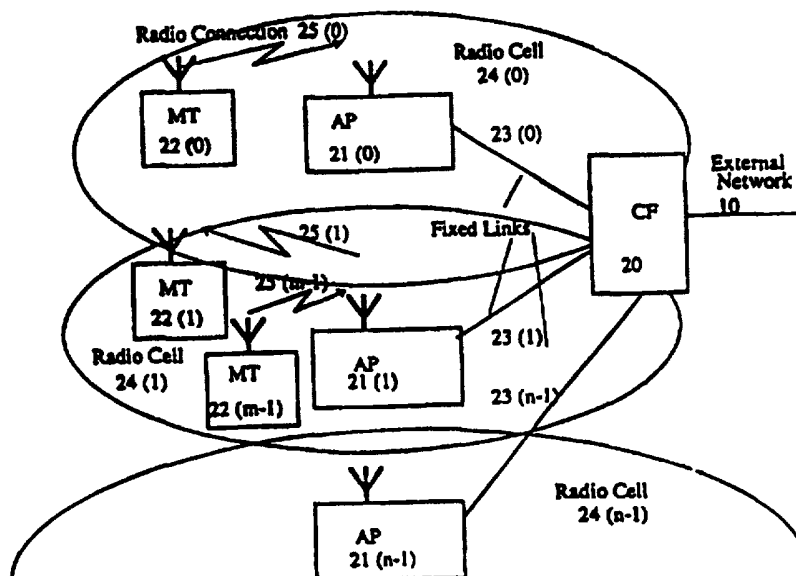 Radio Connection 25 (0)
Radio Cell
24 (0)
MT
22 (0)
AP
21 (0)
23 (0)
External
Network
10
CF
20
Fixed Links
25 (1)
MT
22 (1)
25 (m-1)
Radio Cell
24 (1)
MT
22 (m-1)
AP
21 (1)
23 (1)
23 (n-1)
Radio Cell
24 (n-1)
AP
21 (n-1)